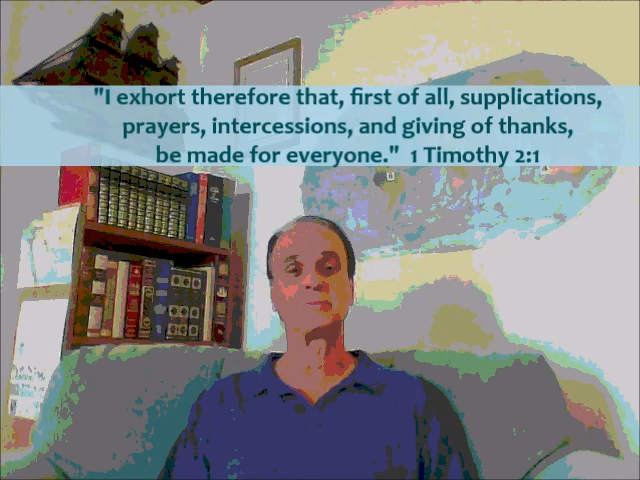 "I exhort therefore that, first of all, supplications,
prayers, intercessions, and giving of thanks,
be made for everyone." 1 Timothy 2:1